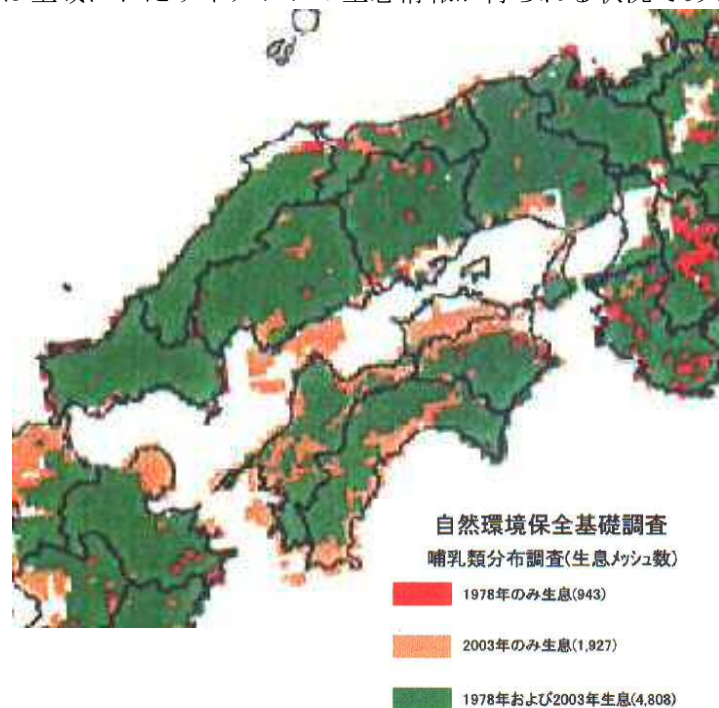 自然環境保全基礎調査
哺乳類分布調査(生息メッシュ数)
1978年のみ生息(943)
2003年のみ生息(1,927)
1978年および2003年生息(4,808)